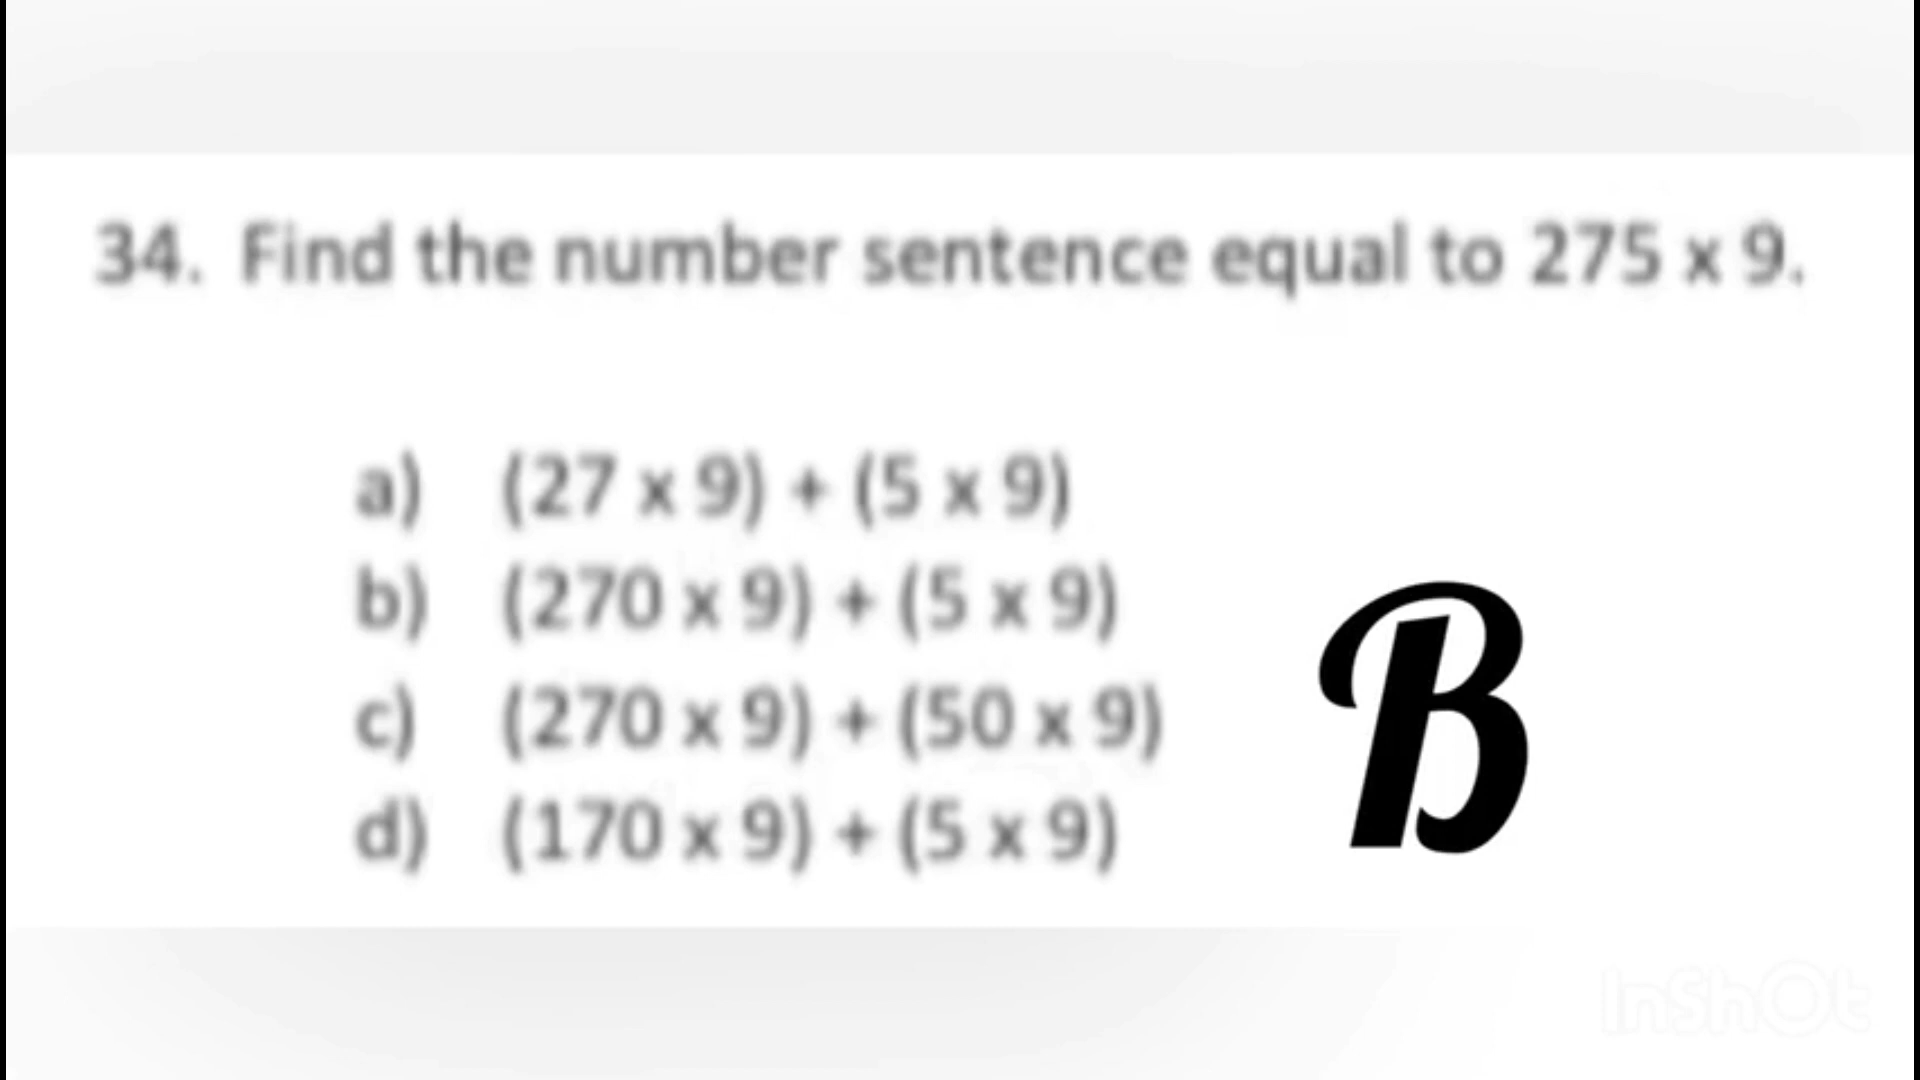 34. Find the number sentence equal to 275 x 9.
a) (27 x 9) + (5 x 9)
b) (270 x 9) + (5 x 9)
c) (270 x 9) + (50 x 9)
d) (170 x 9) + (5 x 9)
B
InShOt